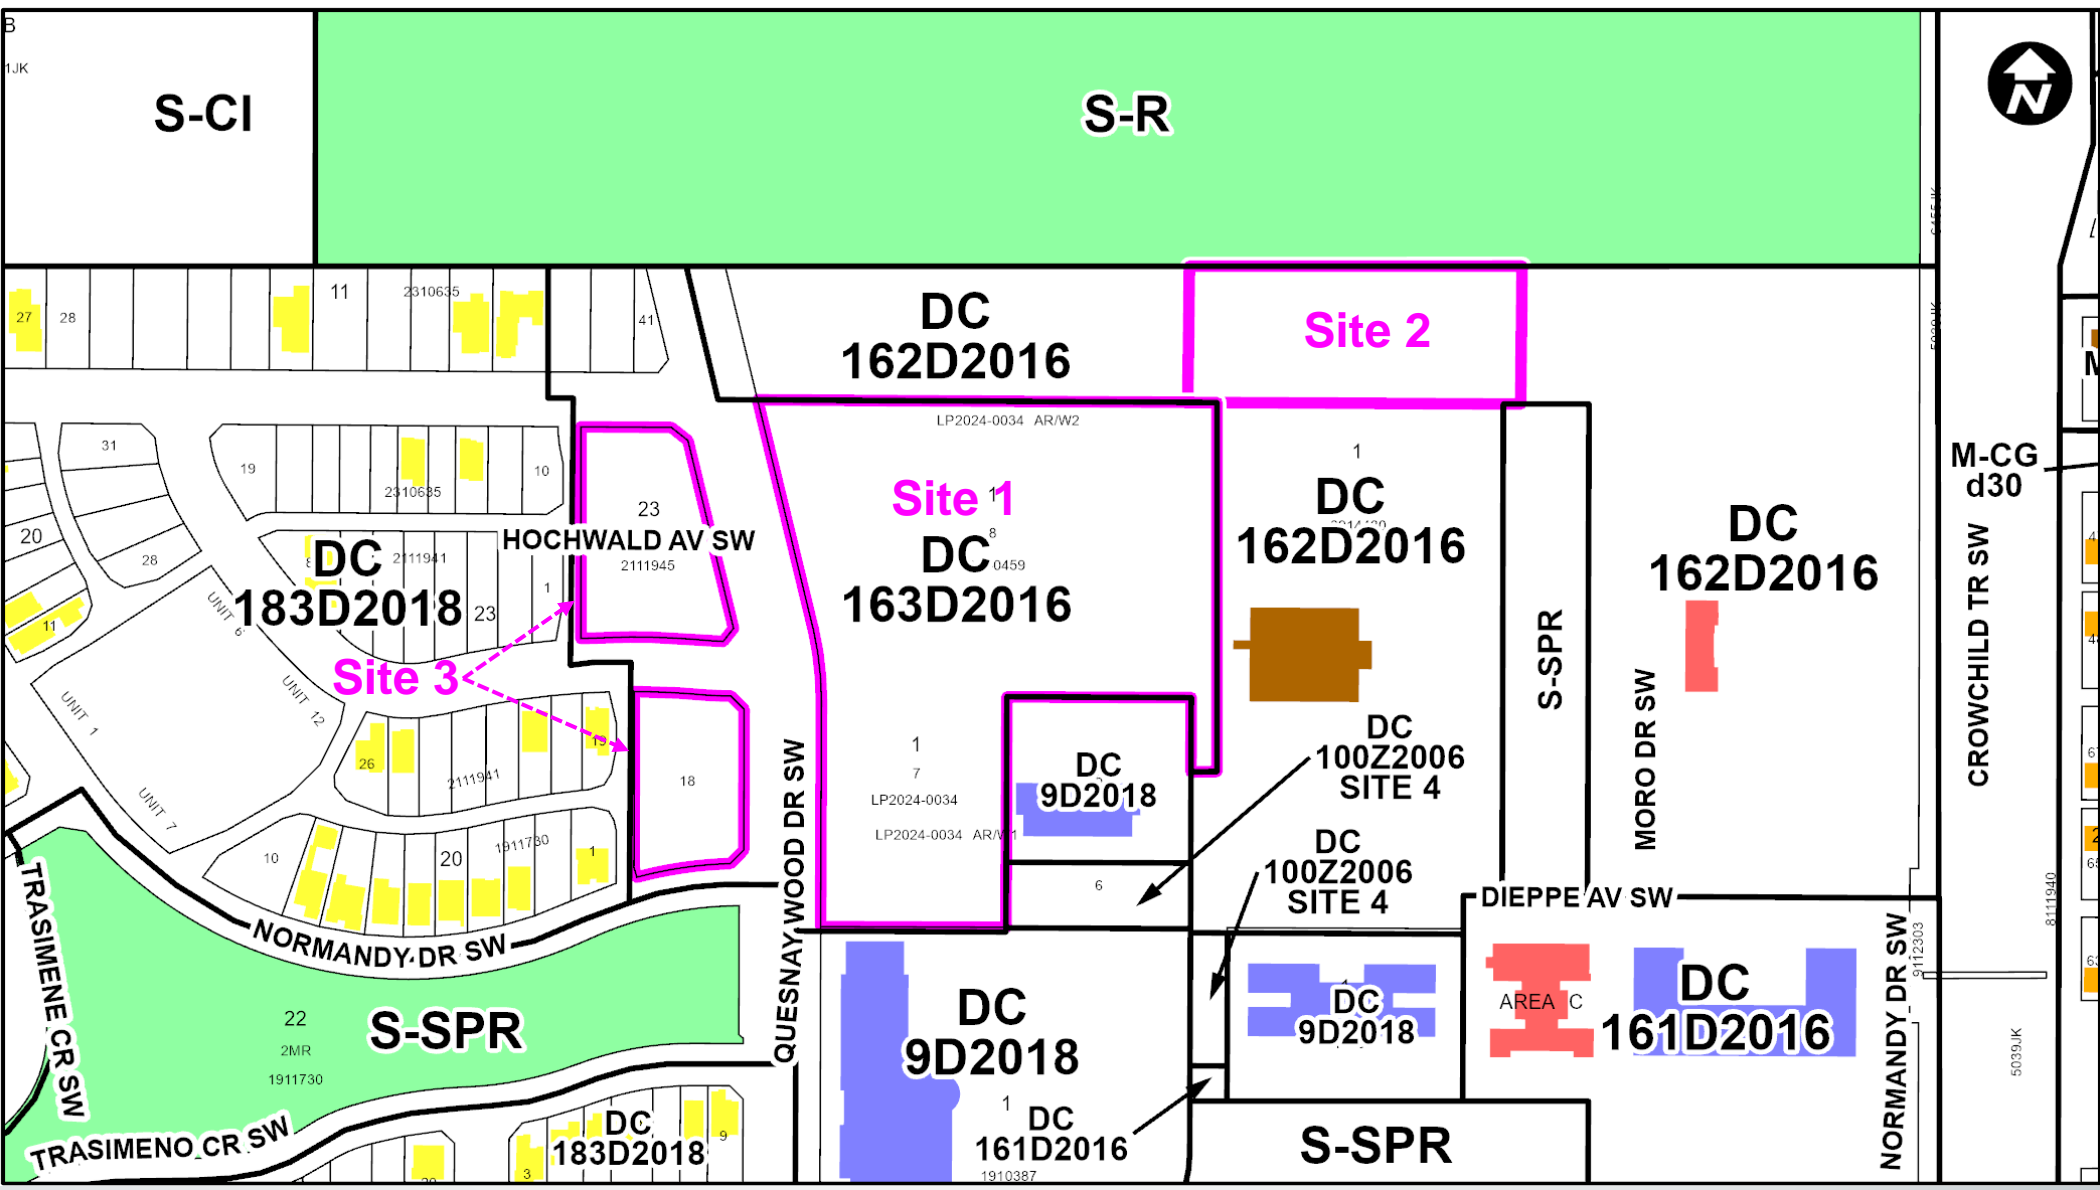 B
1JK
S-CI
S-R
N
6455JK
5039JK
27
28
11
2310635
41
DC
162D2016
Site 2
M
31
19
2310635
10
20
28
11
LP2024-0034 AR/W2
Site 1
1
8
DC
0459
163D2016
23
HOCHWALD AV SW
2111945
1
DC
162D2016
DC
162D2016
M-CG
d30
CROWCHILD TR SW
DC
183D2018
2111941
23
1
UNIT 6
UNIT 12
UNIT 1
UNIT 7
Site 3
26
19
2111941
18
S-SPR
MORO DR SW
QUESNAY WOOD DR SW
1
7
LP2024-0034
LP2024-0034
DC
9D2018
DC
100Z2006
SITE 4
6
DC
100Z2006
SITE 4
DIEPPE AV SW
10
20
1911730
1
TRASIMENE CR SW
NORMANDY DR SW
22
2MR
1911730
S-SPR
TRASIMENO CR SW
DC
183D2018
3
9
DC
9D2018
1
DC
161D2016
1910387
DC
9D2018
AREA C
DC
161D2016
S-SPR
NORMANDY DR SW
9112303
8111940
5039JK